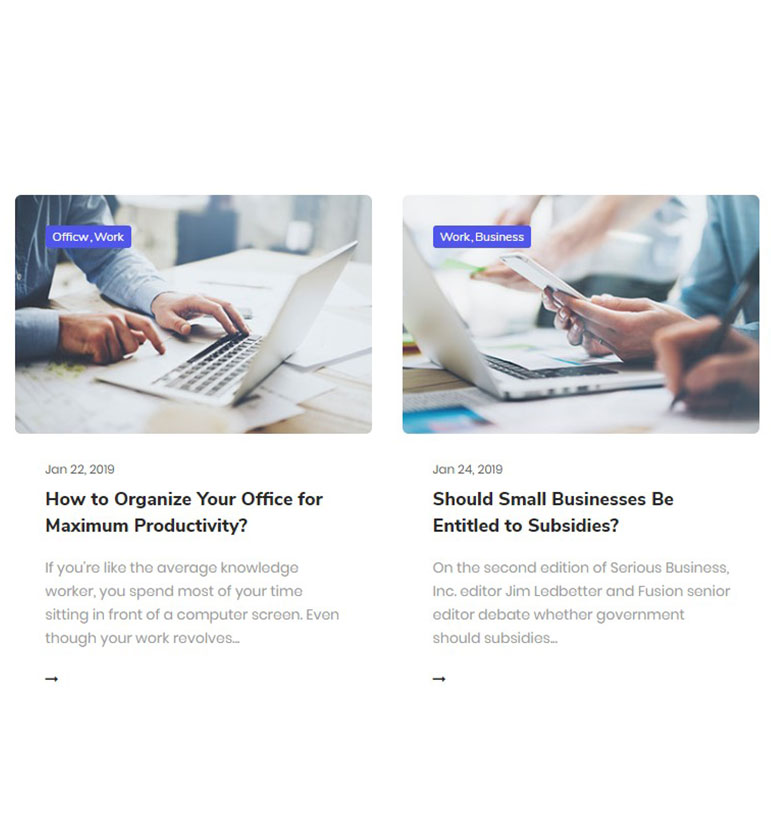 Officw, Work
Jan 22, 2019
How to Organize Your Office for
Maximum Productivity?
If you're like the average knowledge
worker, you spend most of your time
sitting in front of a computer screen. Even
though your work revolves...
→
Work, Business
Jan 24, 2019
Should Small Businesses Be
Entitled to Subsidies?
On the second edition of Serious Business,
Inc. editor Jim Ledbetter and Fusion senior
editor debate whether government
should subsidies...
→